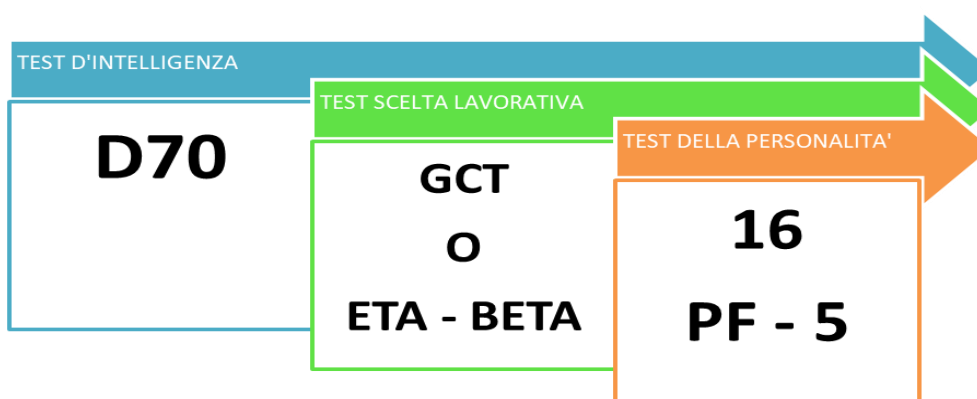 TEST D'INTELLIGENZA
D70
TEST SCELTA LAVORATIVA
GCT
O
ETA - BETA
TEST DELLA PERSONALITA'
16
PF - 5